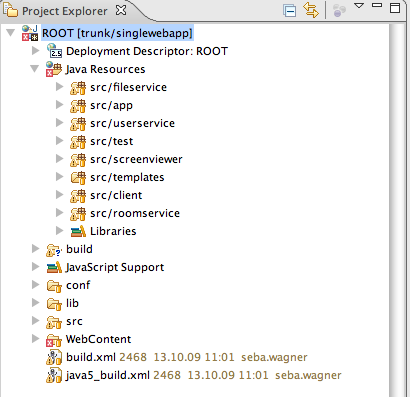 Project Explorer
ROOT [trunk/singlewebapp]
Deployment Descriptor: ROOT
Java Resources
src/fileservice
src/app
src/userservice
src/test
src/screenviewer
src/templates
src/client
src/roomservice
Libraries
build
JavaScript Support
conf
lib
src
WebContent
build.xml 2468 13.10.09 11:01 seba.wagner
java5_build.xml 2468 13.10.09 11:01 seba.wagner